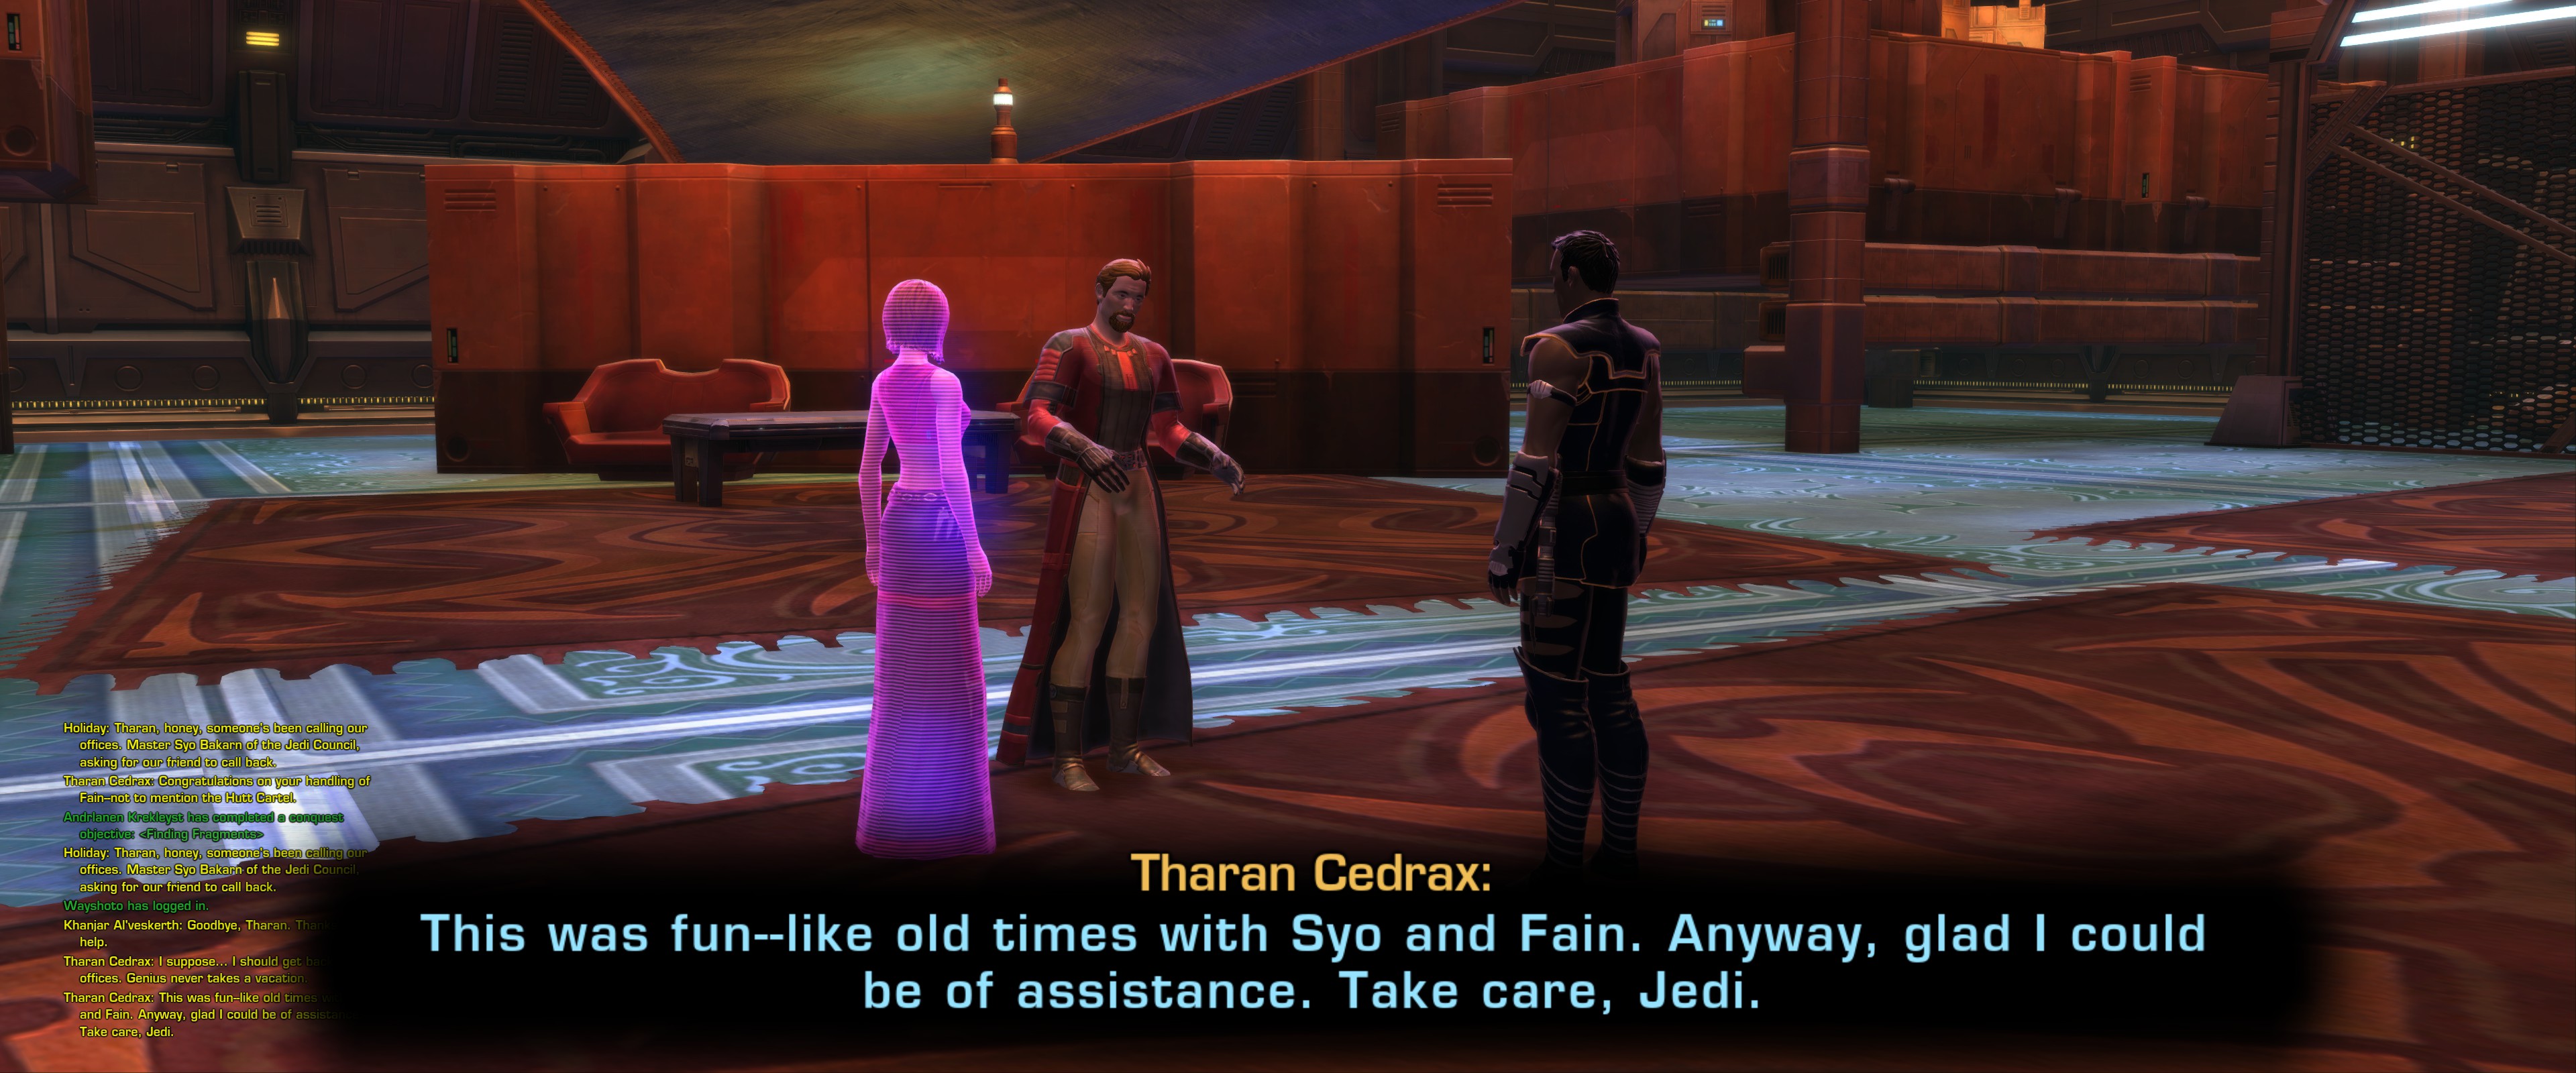 Holiday: Tharan, honey, someone's been calling our
offices. Master Syo Bakarn of the Jedi Council,
asking for our friend to call back.
Tharan Cedrax: Congratulations on your handling of
Fain--not to mention the Hutt Cartel.
Andrlanen Krekleyst has completed a conquest
objective: <Finding Fragments>
Holiday: Tharan, honey, someone's been calling our
offices. Master Syo Bakarn of the Jedi Council,
asking for our friend to call back.
Wayshoto has logged in.
Khanjar Al'veskerth: Goodbye, Tharan.
help.
Tharan Cedrax: I suppose... I should get
offices. Genius never takes a vacation.
Tharan Cedrax: This was fun--like old times
and Fain. Anyway, glad I could be of
Take care, Jedi.
Tharan Cedrax:
This was fun--like old times with Syo and Fain. Anyway, glad I could
be of assistance. Take care, Jedi.